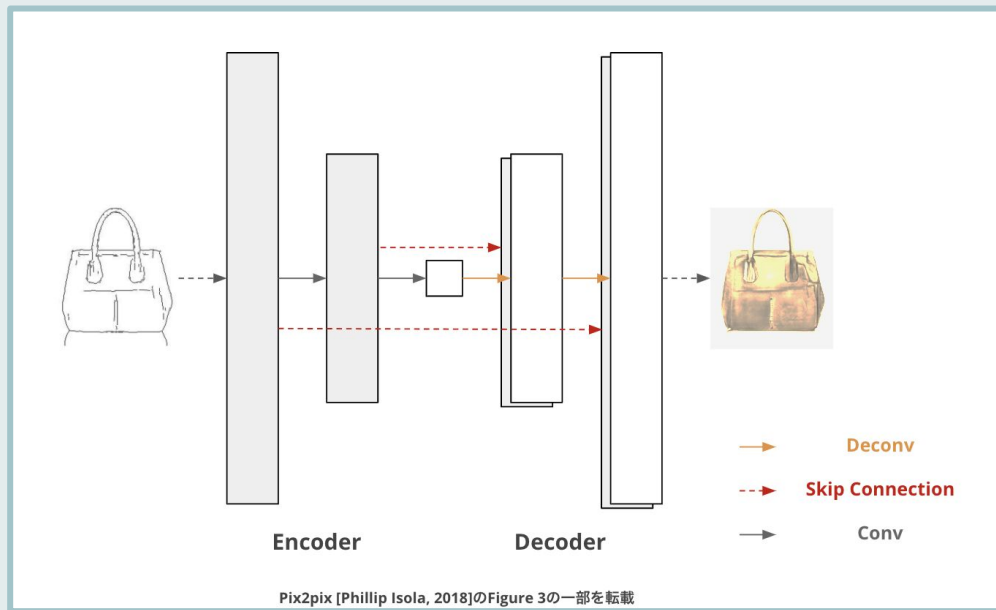 Deconv
Skip Connection
Conv
Encoder
Decoder
Pix2pix [Phillip Isola, 2018]のFigure 3の一部を転載